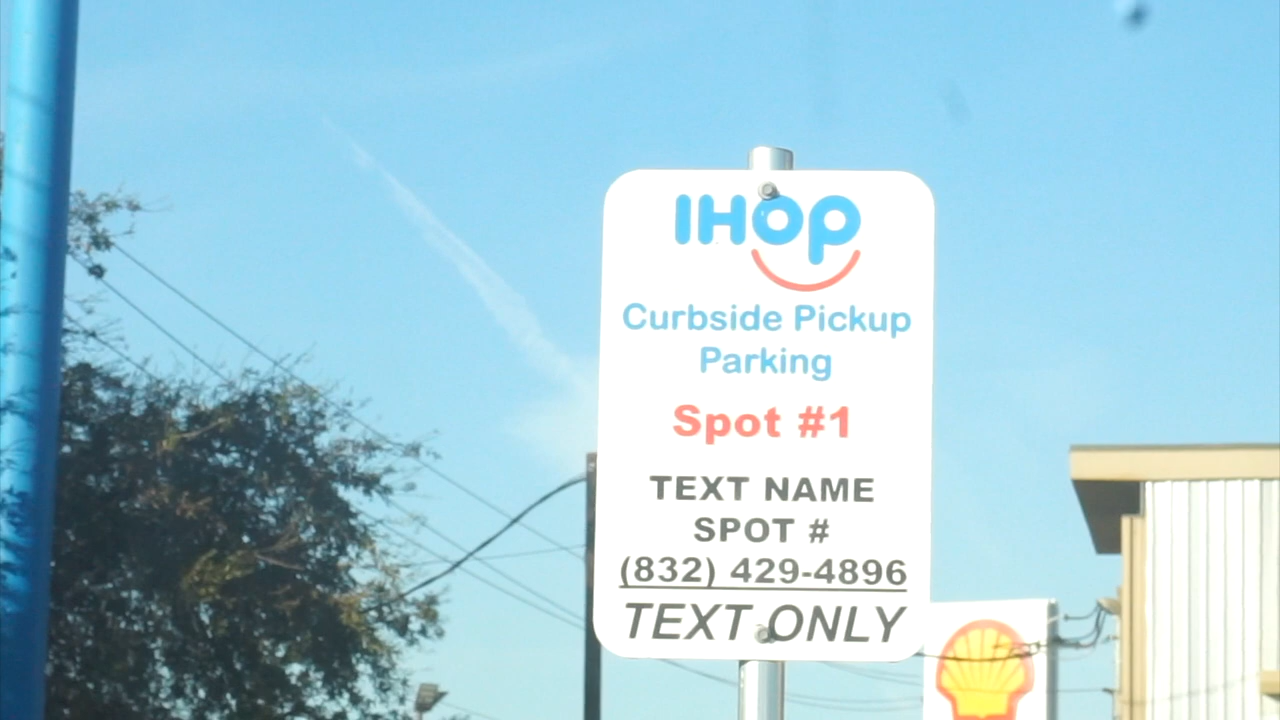 IHOP
Curbside Pickup
Parking
Spot #1
TEXT NAME
SPOT #
(832) 429-4896
TEXT ONLY